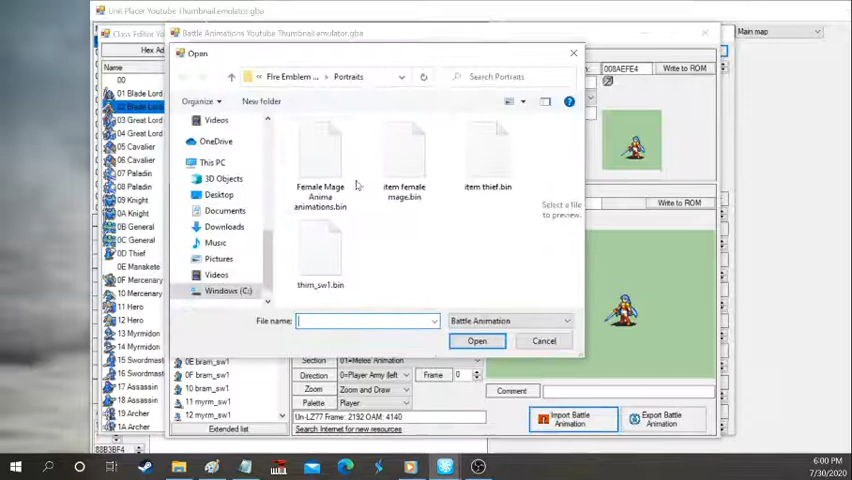 Unit Placer Youtube Thumbnail.emulator.gba
Class Editor Yo
Battle Animations Youtube Thumbnail.emulator.gba
Main map
Hex Ad
Open
Name
00
01 Blade Lord
02 Blade Lord
03 Great Lord
04 Great Lord
05 Cavalier
06 Cavalier
07 Paladin
08 Paladin
09 Knight
0A Knight
0B General
0C General
0D Thief
0E Manakete
0F Mercenary
10 Mercenary
11 Hero
12 Hero
13 Myrmidon
14 Myrmidon
15 Swordmast
16 Swordmast
17 Assassin
18 Assassin
19 Archer
1A Archer
88B3BF4
« Fire Emblem ... › Portraits
Search Portraits
Organize
New folder
Videos
OneDrive
This PC
3D Objects
Desktop
Documents
Downloads
Music
Pictures
Videos
Windows (C:)
Female Mage
Anima
animations.bin
item female
mage.bin
item thief.bin
thim_sw1.bin
Select a file
to preview.
File name:
Battle Animation
Open
Cancel
008AEFE4
Write to ROM
Write to ROM
0E bram_sw1
0F bram_sw1
10 bram_sw1
11 myrm_sw1
12 myrm_sw1
Extended list
Section
01=Melee Animation
Direction
0=Player Army (left
Frame
0
Zoom
Zoom and Draw
Palette
Player
Un-LZ77 Frame: 2192 OAM: 4140
Search Internet for new resources
Comment
Import Battle
Animation
Export Battle
Animation
6:00 PM
7/30/2020